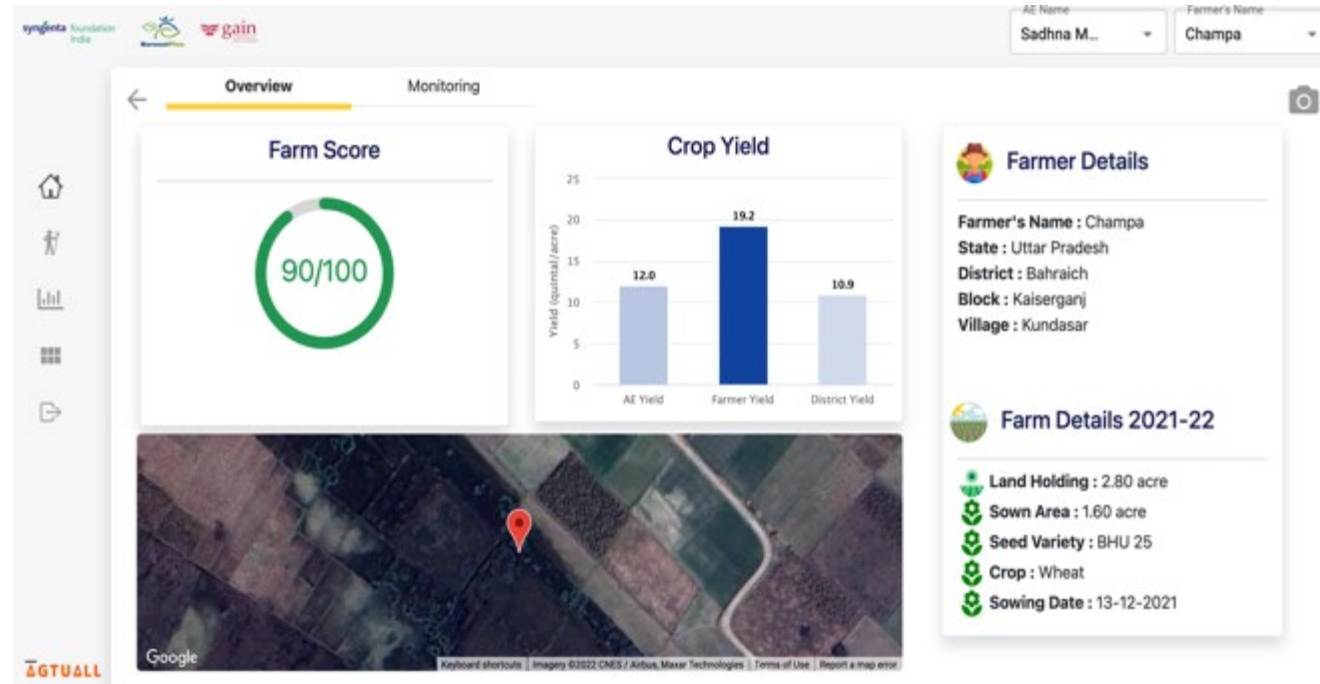 syngenta foundation
India
HarvestPlus
gain
AE Name
Sadhna M...
Farmer's Name
Champa
Overview
Monitoring
Farm Score
90/100
Crop Yield
Yield (quintal/acre)
25
20
15
10
5
0
12.0
19.2
10.9
AE Yield
Farmer Yield
District Yield
Farmer Details
Farmer's Name : Champa
State : Uttar Pradesh
District : Bahraich
Block : Kaiserganj
Village : Kundasar
Farm Details 2021-22
Land Holding : 2.80 acre
Sown Area : 1.60 acre
Seed Variety : BHU 25
Crop : Wheat
Sowing Date : 13-12-2021
Google
Keyboard shortcuts
Imagery ©2022 CNES / Airbus, Maxar Technologies
Terms of Use
Report a map error
AGTUALL